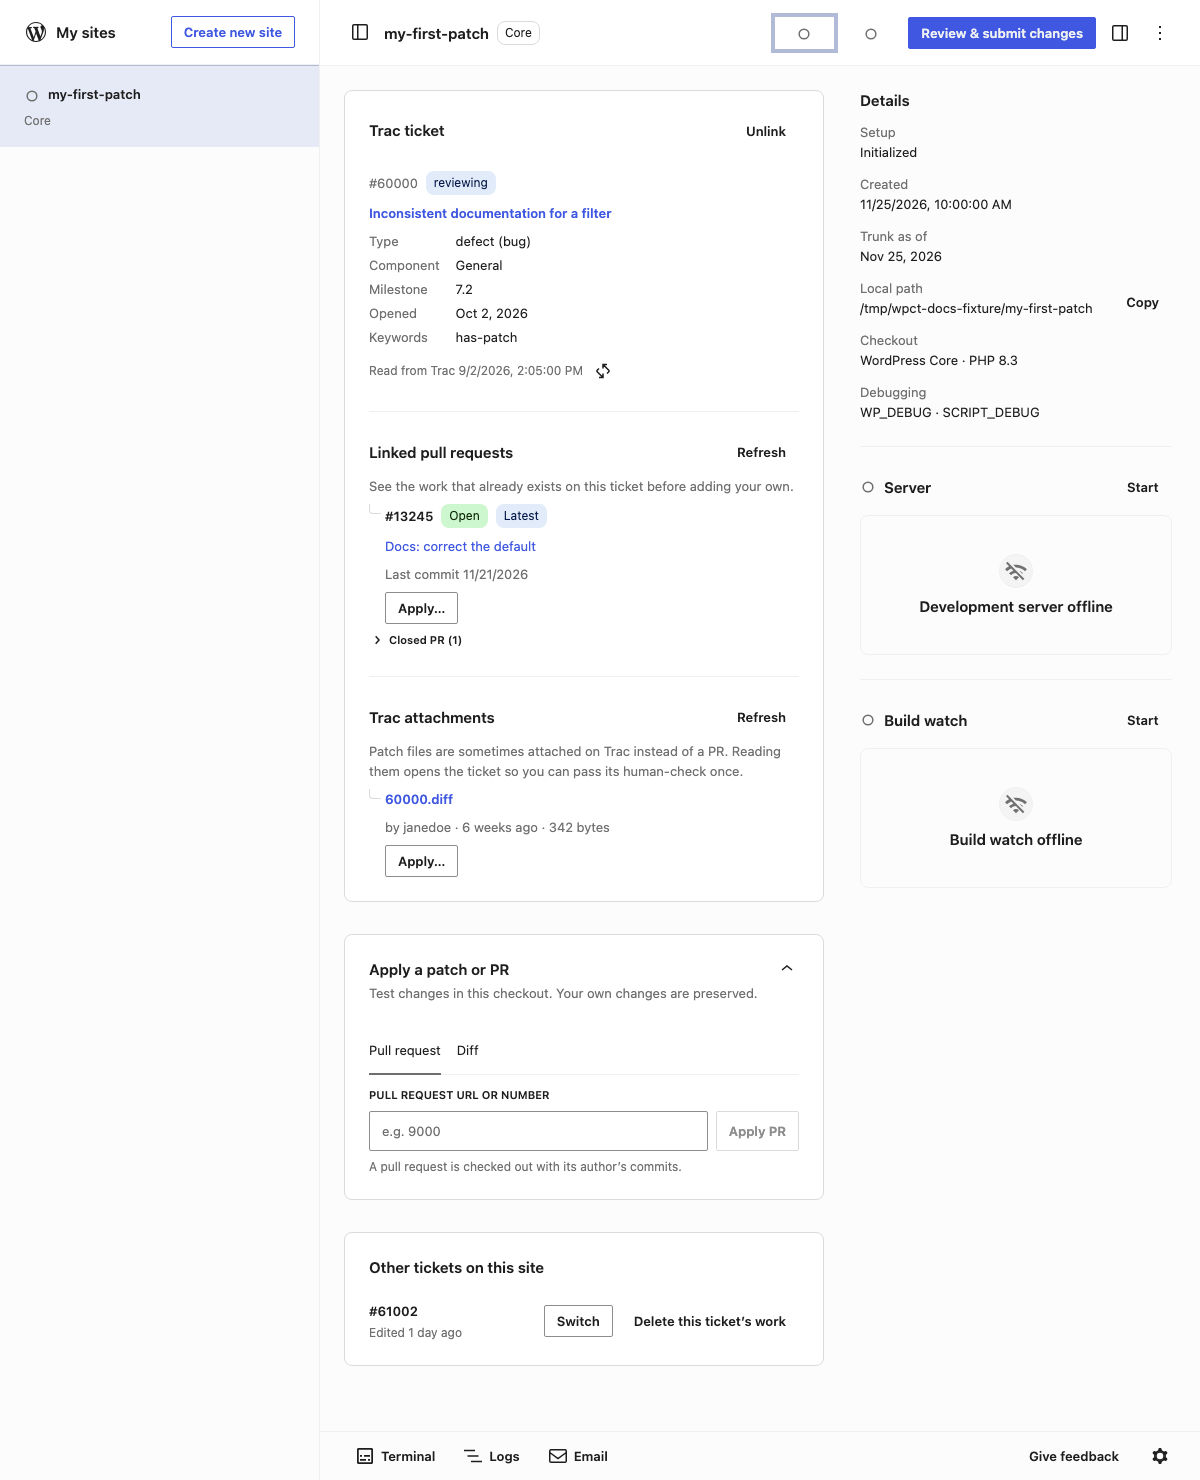 My sites
Create new site
my-first-patch
Core
my-first-patch
Core
Review & submit changes
Trac ticket
Unlink
#60000
reviewing
Inconsistent documentation for a filter
Type
defect (bug)
Component
General
Milestone
7.2
Opened
Oct 2, 2026
Keywords
has-patch
Read from Trac 9/2/2026, 2:05:00 PM
Linked pull requests
Refresh
See the work that already exists on this ticket before adding your own.
#13245
Open
Latest
Docs: correct the default
Last commit 11/21/2026
Apply...
Closed PR (1)
Trac attachments
Refresh
Patch files are sometimes attached on Trac instead of a PR. Reading
them opens the ticket so you can pass its human-check once.
60000.diff
by janedoe · 6 weeks ago · 342 bytes
Apply...
Apply a patch or PR
Test changes in this checkout. Your own changes are preserved.
Pull request
Diff
PULL REQUEST URL OR NUMBER
e.g. 9000
Apply PR
A pull request is checked out with its author’s commits.
Other tickets on this site
#61002
Edited 1 day ago
Switch
Delete this ticket’s work
Details
Setup
Initialized
Created
11/25/2026, 10:00:00 AM
Trunk as of
Nov 25, 2026
Local path
/tmp/wpct-docs-fixture/my-first-patch
Copy
Checkout
WordPress Core · PHP 8.3
Debugging
WP_DEBUG · SCRIPT_DEBUG
Server
Start
Development server offline
Build watch
Start
Build watch offline
Terminal
Logs
Email
Give feedback